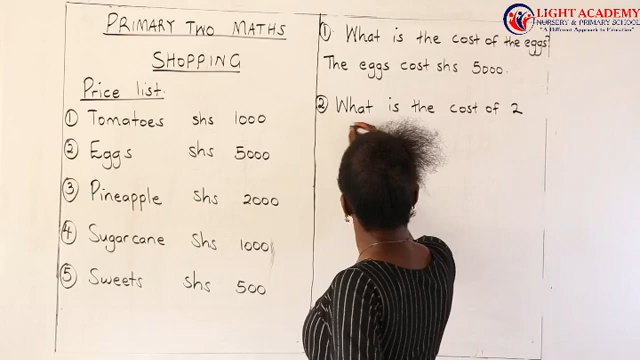 LIGHT ACADEMY
NURSERY & PRIMARY SCHOOL
"A Different Approach to Education"
PRIMARY TWO MATHS
SHOPPING
Price list:
① Tomatoes shs 1000
② Eggs shs 5000
③ Pineapple shs 2000
④ Sugarcane shs 1000
⑤ Sweets shs 500
① What is the cost of the eggs?
The eggs cost shs 5000.
② What is the cost of 2